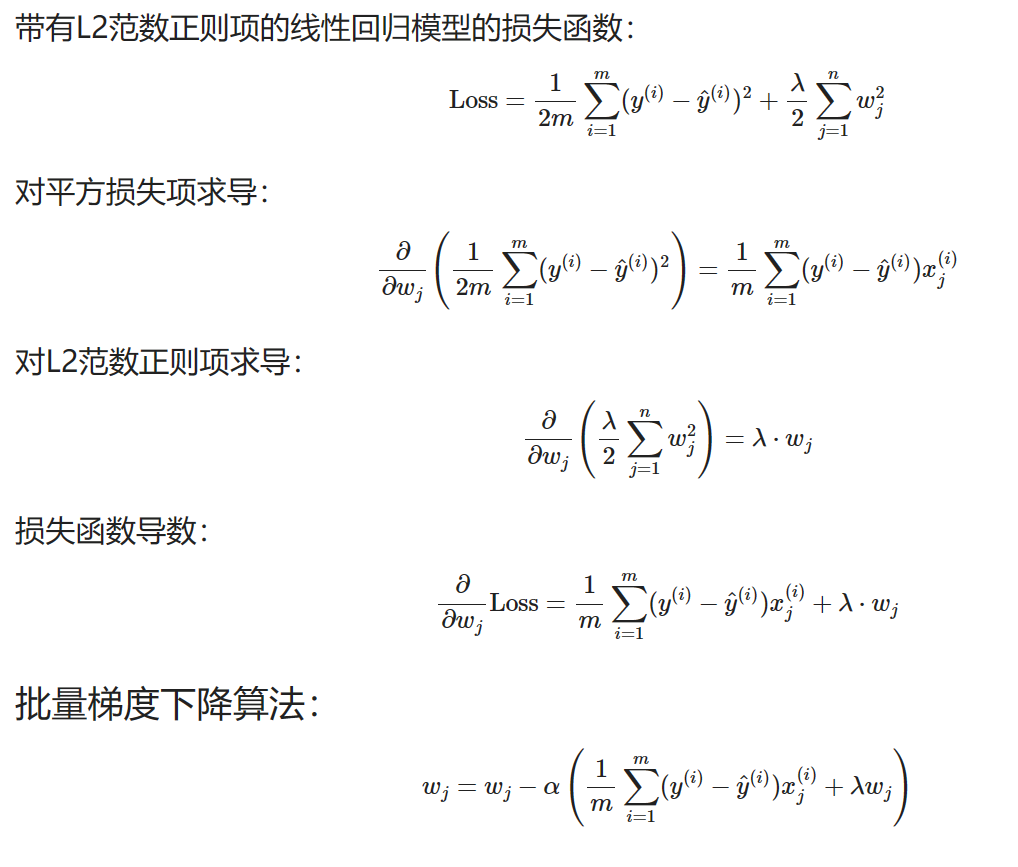 带有L2范数正则项的线性回归模型的损失函数：
$$\text{Loss} = \frac{1}{2m} \sum_{i=1}^{m} (y^{(i)} - \hat{y}^{(i)})^2 + \frac{\lambda}{2} \sum_{j=1}^{n} w_j^2$$
对平方损失项求导：
$$\frac{\partial}{\partial w_j} \left( \frac{1}{2m} \sum_{i=1}^{m} (y^{(i)} - \hat{y}^{(i)})^2 \right) = \frac{1}{m} \sum_{i=1}^{m} (y^{(i)} - \hat{y}^{(i)}) x_j^{(i)}$$
对L2范数正则项求导：
$$\frac{\partial}{\partial w_j} \left( \frac{\lambda}{2} \sum_{j=1}^{n} w_j^2 \right) = \lambda \cdot w_j$$
损失函数导数：
$$\frac{\partial}{\partial w_j} \text{Loss} = \frac{1}{m} \sum_{i=1}^{m} (y^{(i)} - \hat{y}^{(i)}) x_j^{(i)} + \lambda \cdot w_j$$
批量梯度下降算法：
$$w_j = w_j - \alpha \left( \frac{1}{m} \sum_{i=1}^{m} (y^{(i)} - \hat{y}^{(i)}) x_j^{(i)} + \lambda w_j \right)$$